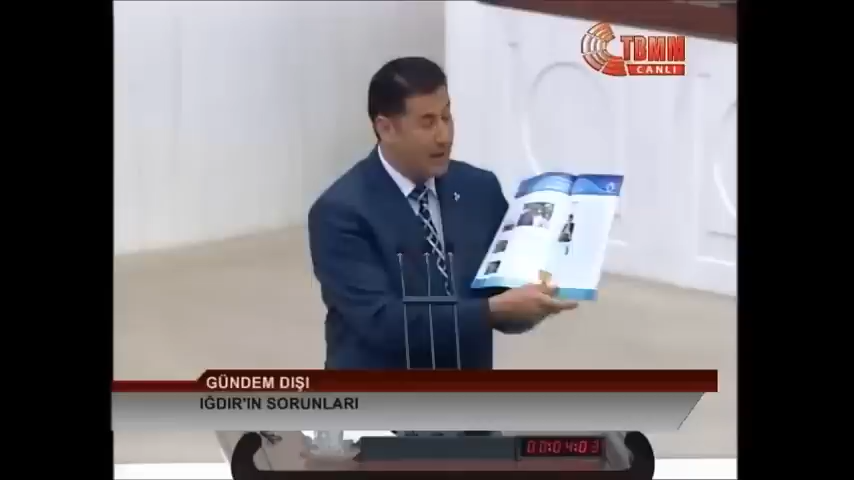 TBMM
CANLI
GÜNDEM DIŞI
IĞDIR'IN SORUNLARI
00:04:03